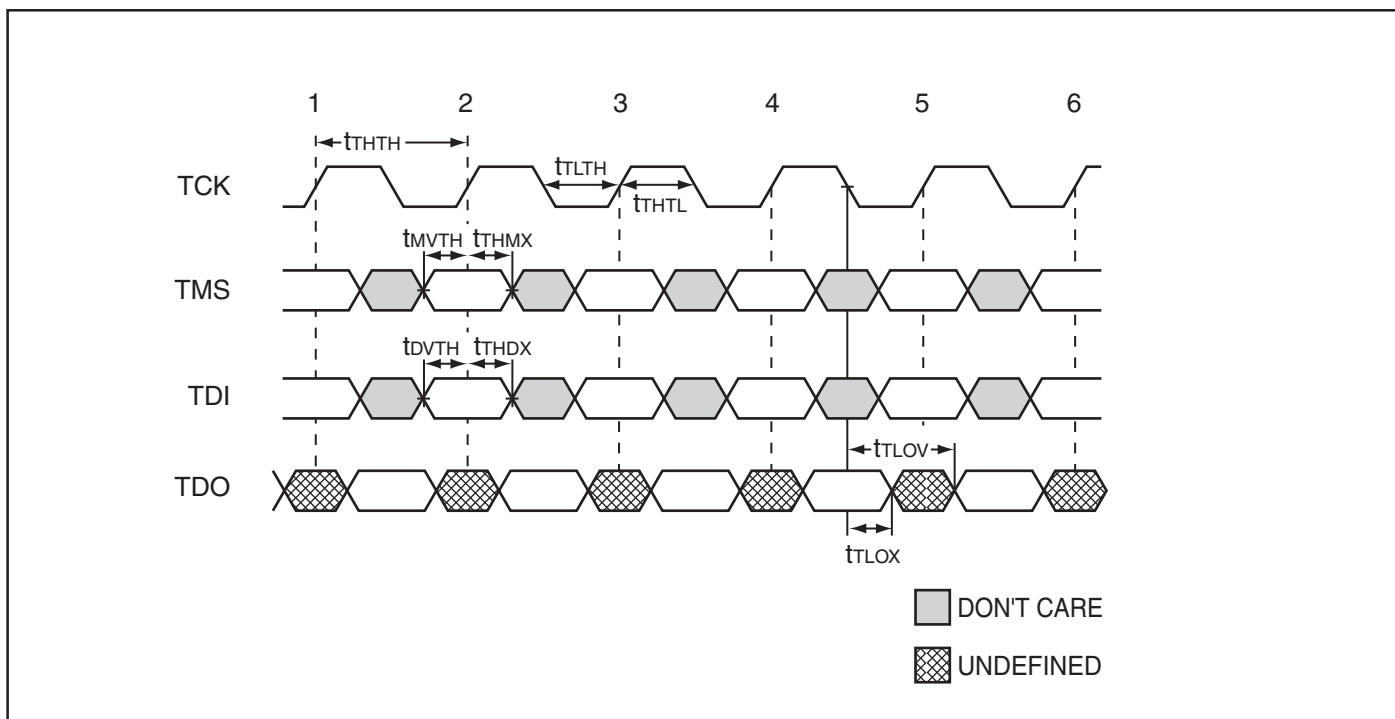 1 2 3 4 5 6
tTHTH
tTLTH
TCK
tTHTL
tMVTH tTHMX
TMS
tDVTH tTHDX
TDI
tTLOV
TDO
tTLOX
DON'T CARE
UNDEFINED